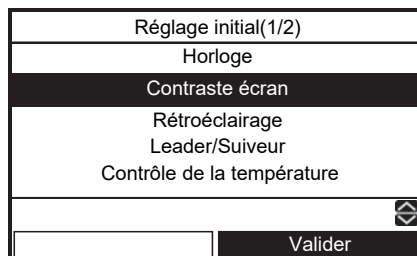 Réglage initial(1/2)
Horloge
Contraste écran
Rétroéclairage
Leader/Suiveur
Contrôle de la température
Valider